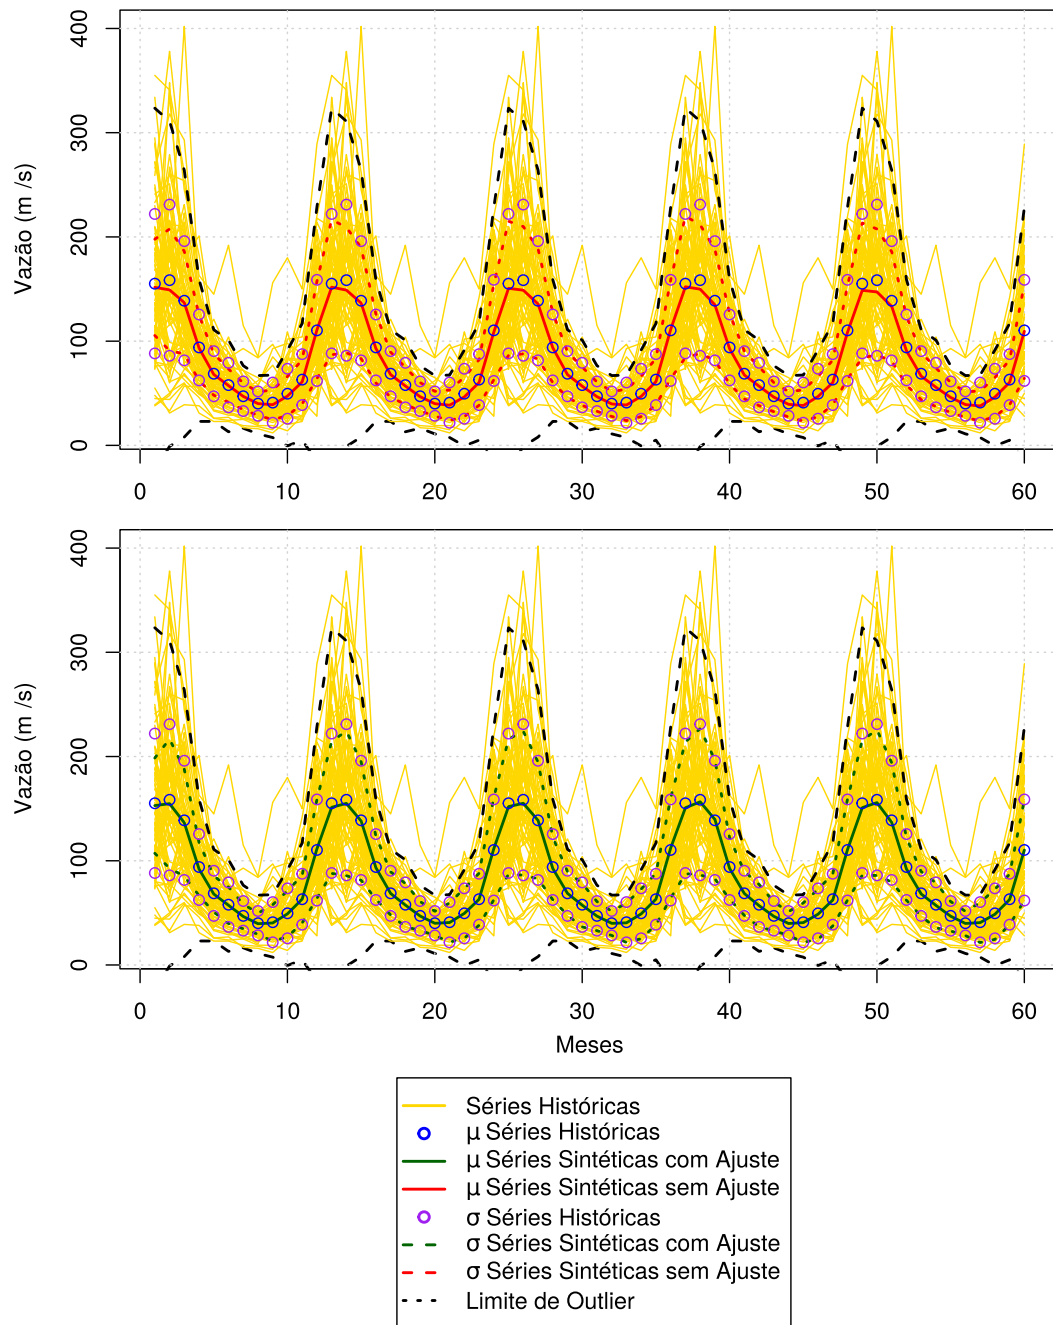 400
300
200
100
0
Vazão (m /s)
0 10 20 30 40 50 60
400
300
200
100
0
Vazão (m /s)
0 10 20 30 40 50 60
Meses
Séries Históricas
μ Séries Históricas
μ Séries Sintéticas com Ajuste
μ Séries Sintéticas sem Ajuste
σ Séries Históricas
σ Séries Sintéticas com Ajuste
σ Séries Sintéticas sem Ajuste
Limite de Outlier